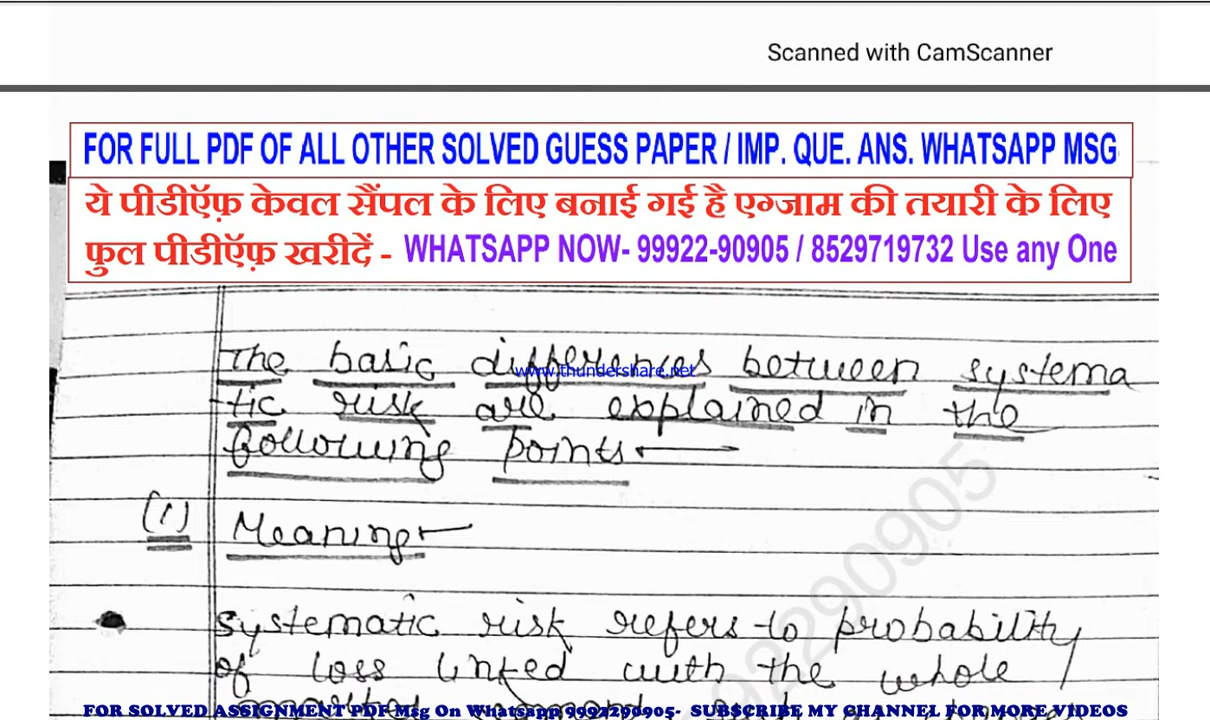 Scanned with CamScanner
FOR FULL PDF OF ALL OTHER SOLVED GUESS PAPER / IMP. QUE. ANS. WHATSAPP MSG
ये पीडीऍफ़ केवल सैंपल के लिए बनाई गई है एग्जाम की तयारी के लिए
फुल पीडीऍफ़ खरीदें - WHATSAPP NOW- 99922-90905 / 8529719732 Use any One
The basic differences between systema
www.thundershare.net
tic risk are explained in the
following points
(1) Meaning
systematic risk refers to probability
of loss linked with the whole
FOR SOLVED ASSIGNMENT PDF Msg On Whatsapp 9992290905- SUBSCRIBE MY CHANNEL FOR MORE VIDEOS